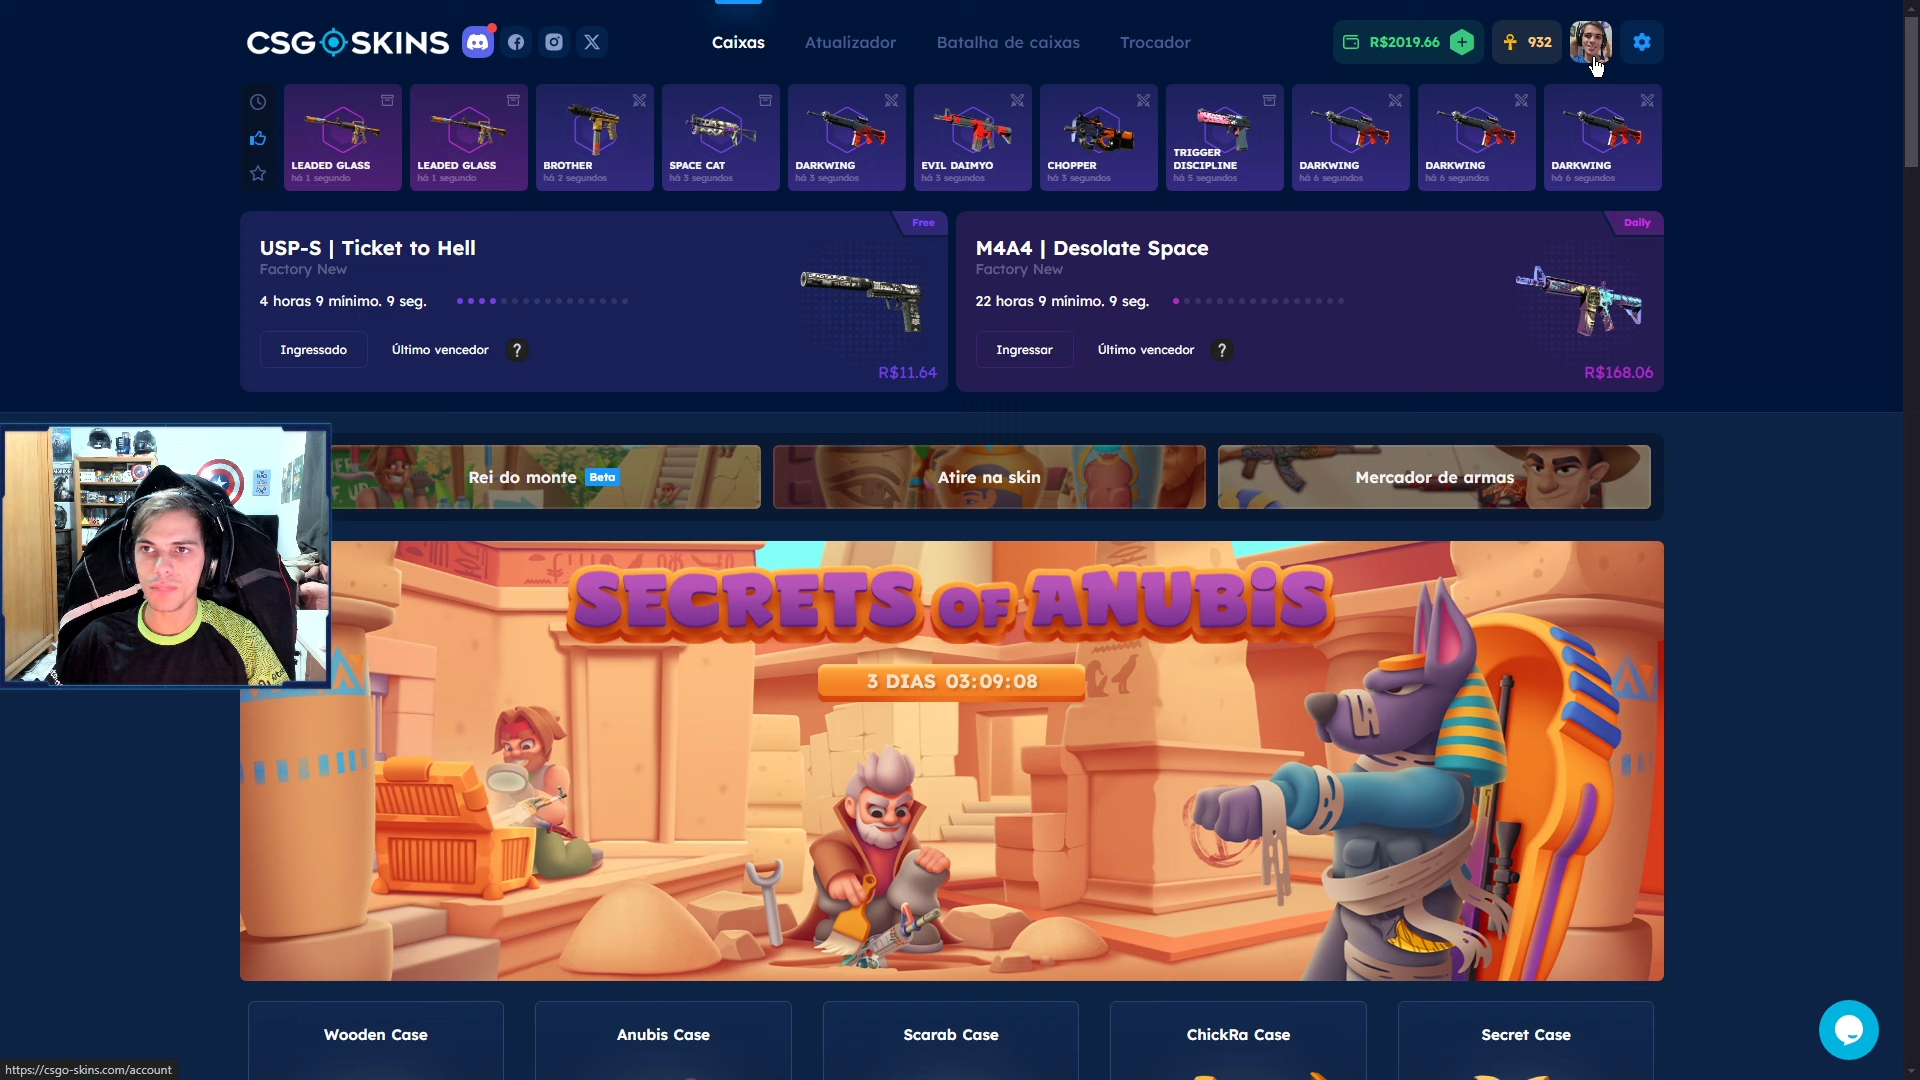 CSGOSKINS
Caixas
Atualizador
Batalha de caixas
Trocador
R$2019.66
932
LEADED GLASS
há 1 segundo
LEADED GLASS
há 1 segundo
BROTHER
há 2 segundos
SPACE CAT
há 3 segundos
DARKWING
há 3 segundos
EVIL DAIMYO
há 3 segundos
CHOPPER
há 3 segundos
TRIGGER
DISCIPLINE
há 5 segundos
DARKWING
há 6 segundos
DARKWING
há 6 segundos
DARKWING
há 6 segundos
Free
USP-S | Ticket to Hell
Factory New
4 horas 9 mínimo. 9 seg.
Ingressado
Último vencedor
?
R$11.64
Daily
M4A4 | Desolate Space
Factory New
22 horas 9 mínimo. 9 seg.
Ingressar
Último vencedor
?
R$168.06
Rei do monte Beta
Atire na skin
Mercador de armas
SECRETS OF ANUBIS
3 DIAS 03:09:08
Wooden Case
Anubis Case
Scarab Case
ChickRa Case
Secret Case
https://csgo-skins.com/account